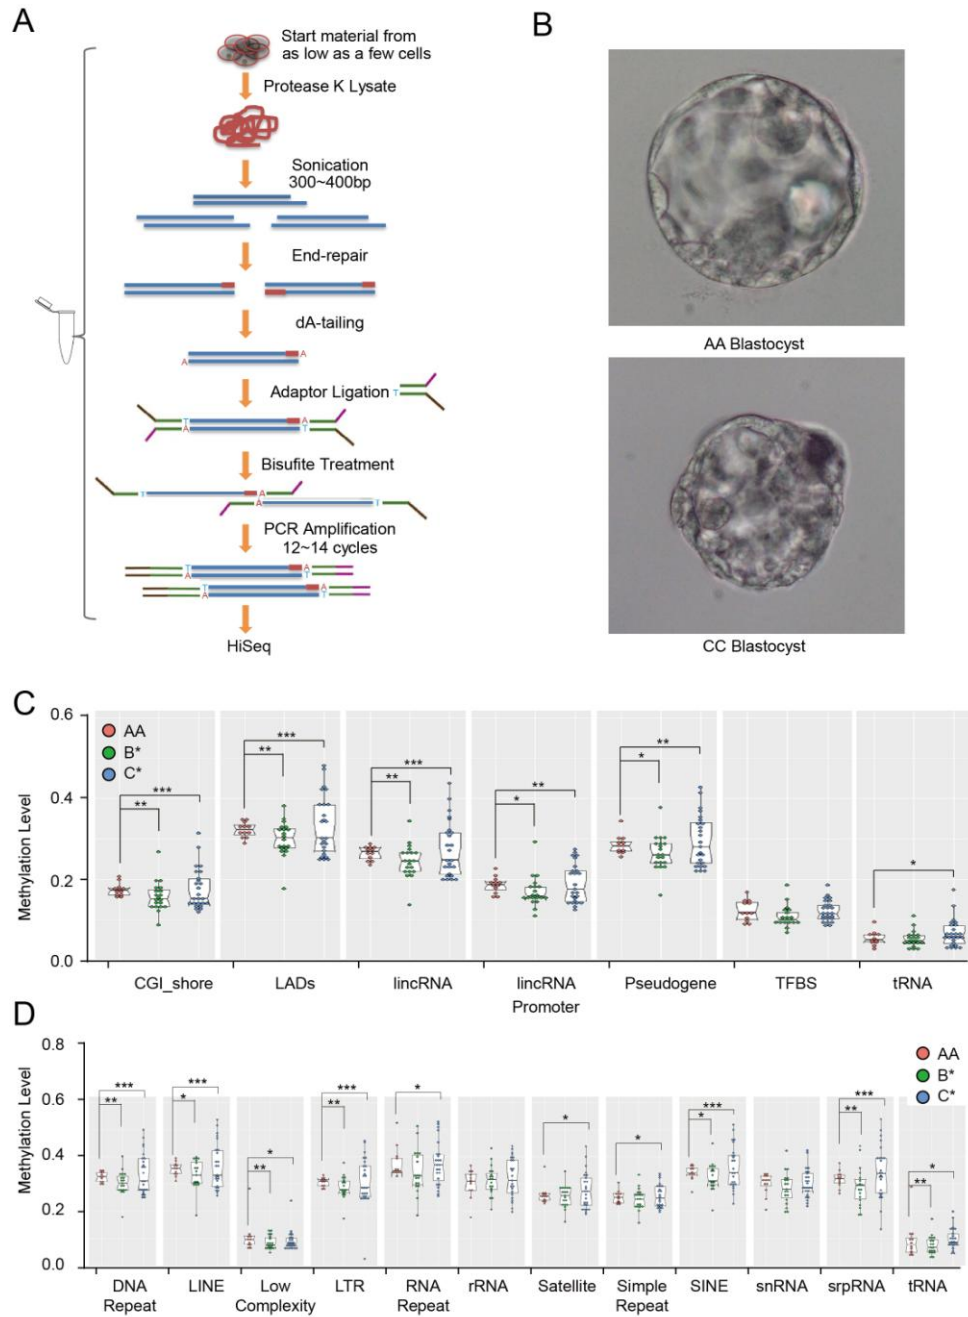 A
Start material from
as low as a few cells
Protease K Lysate
Sonication
300~400bp
End-repair
dA-tailing
A
A
Adaptor Ligation
T
T
A
A
T
Bisufite Treatment
T
A
A
T
PCR Amplification
12~14 cycles
T
A
A
T
T
A
A
T
HiSeq
B
AA Blastocyst
CC Blastocyst
C
Methylation Level
0.6
0.4
0.2
0.0
AA
B*
C*
***
**
***
**
***
**
**
*
**
*
*
CGI_shore
LADs
lincRNA
lincRNA
Promoter
Pseudogene
TFBS
tRNA
D
Methylation Level
0.8
0.6
0.4
0.2
0.0
AA
B*
C*
***
**
***
*
*
**
***
**
*
*
*
***
*
***
**
*
**
DNA
Repeat
LINE
Low
Complexity
LTR
RNA
Repeat
rRNA
Satellite
Simple
Repeat
SINE
snRNA
srpRNA
tRNA